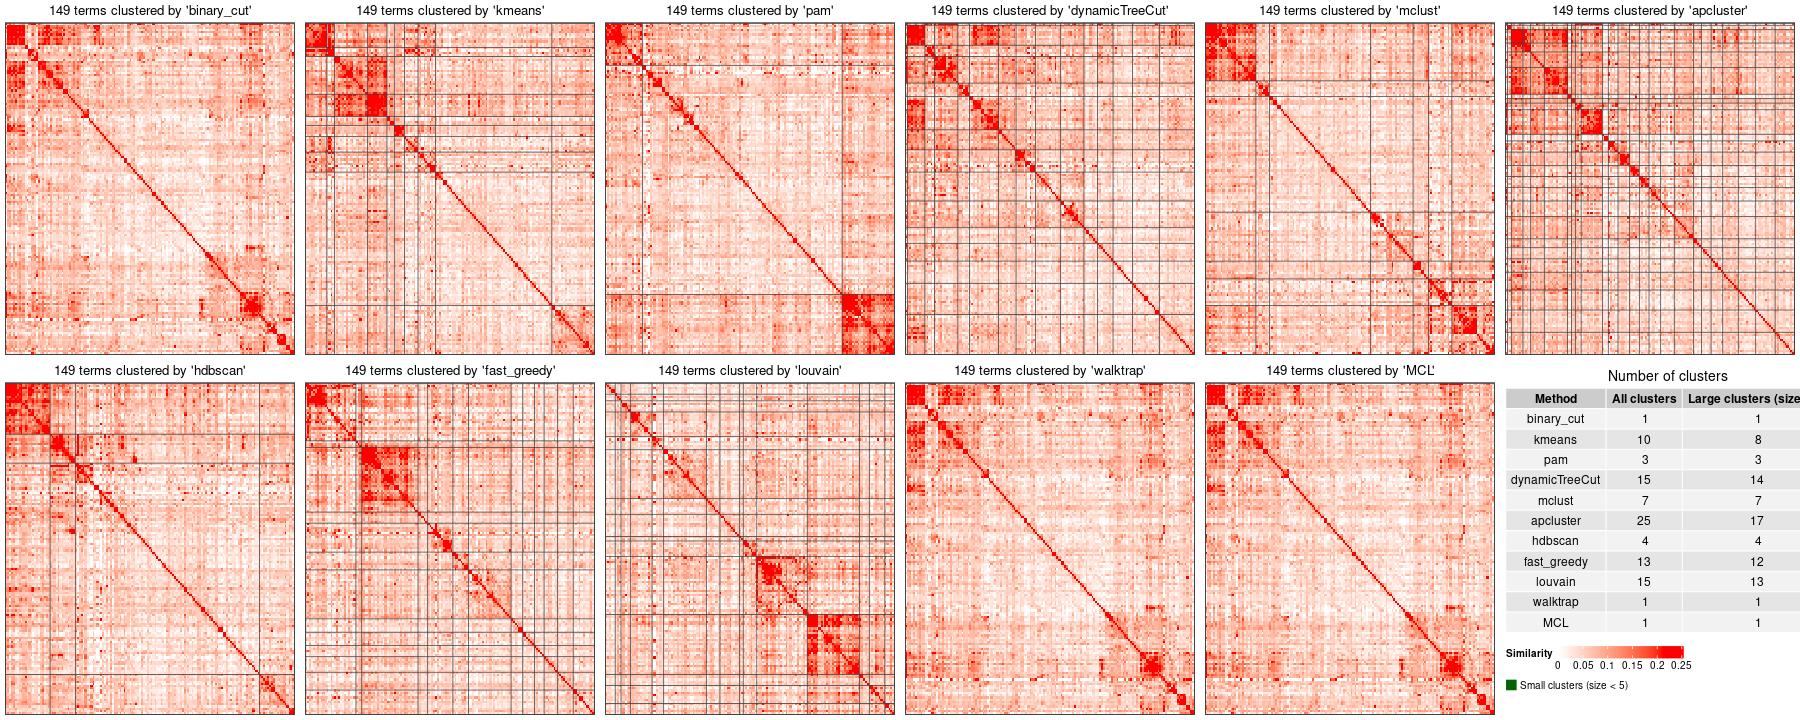 149 terms clustered by 'binary_cut'
149 terms clustered by 'kmeans'
149 terms clustered by 'pam'
149 terms clustered by 'dynamicTreeCut'
149 terms clustered by 'mclust'
149 terms clustered by 'apcluster'
149 terms clustered by 'hdbscan'
149 terms clustered by 'fast_greedy'
149 terms clustered by 'louvain'
149 terms clustered by 'walktrap'
149 terms clustered by 'MCL'
Number of clusters
Method All clusters Large clusters (size
binary_cut 1 1
kmeans 10 8
pam 3 3
dynamicTreeCut 15 14
mclust 7 7
apcluster 25 17
hdbscan 4 4
fast_greedy 13 12
louvain 15 13
walktrap 1 1
MCL 1 1
Similarity
0 0.05 0.1 0.15 0.2 0.25
Small clusters (size < 5)